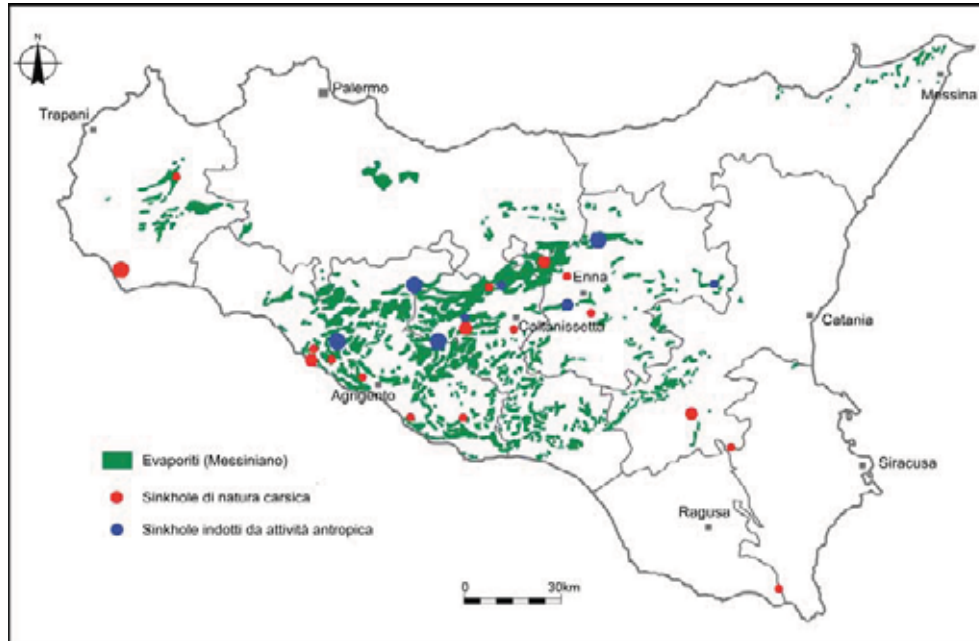 N
Palermo
Messina
Trapani
Enna
Caltanissetta
Catania
Agrigento
Siracusa
Ragusa
Evaporiti (Messiniano)
Sinkhole di natura carsica
Sinkhole indotti da attività antropica
0 30km